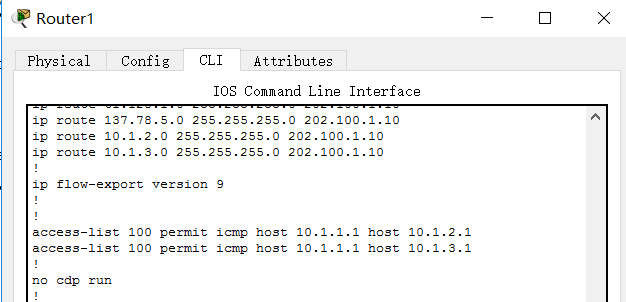 Router1
Physical Config CLI Attributes
IOS Command Line Interface
ip route 137.78.5.0 255.255.255.0 202.100.1.10
ip route 10.1.2.0 255.255.255.0 202.100.1.10
ip route 10.1.3.0 255.255.255.0 202.100.1.10
!
ip flow-export version 9
!
!
access-list 100 permit icmp host 10.1.1.1 host 10.1.2.1
access-list 100 permit icmp host 10.1.1.1 host 10.1.3.1
!
no cdp run
!